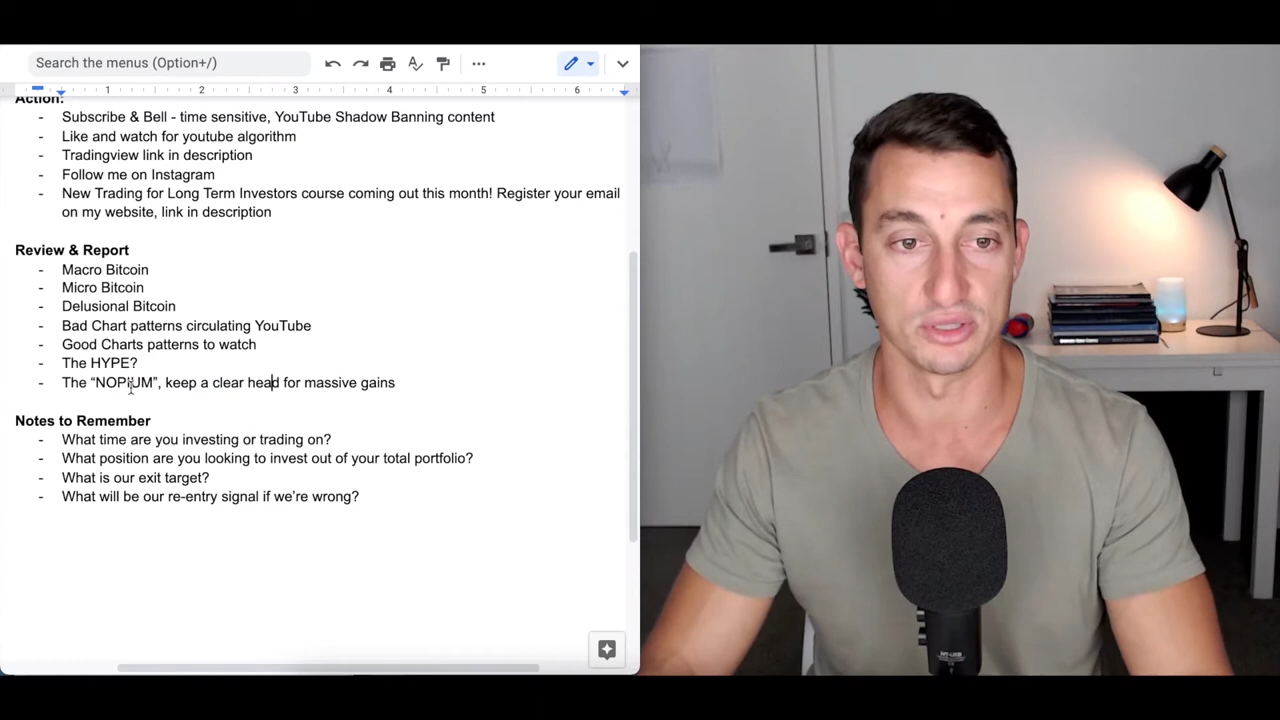 Search the menus (Option+/)
1 2 3 4 5 6
Action:
- Subscribe & Bell - time sensitive, YouTube Shadow Banning content
- Like and watch for youtube algorithm
- Tradingview link in description
- Follow me on Instagram
- New Trading for Long Term Investors course coming out this month! Register your email
on my website, link in description
Review & Report
- Macro Bitcoin
- Micro Bitcoin
- Delusional Bitcoin
- Bad Chart patterns circulating YouTube
- Good Charts patterns to watch
- The HYPE?
- The “NOPIUM”, keep a clear head for massive gains
Notes to Remember
- What time are you investing or trading on?
- What position are you looking to invest out of your total portfolio?
- What is our exit target?
- What will be our re-entry signal if we’re wrong?